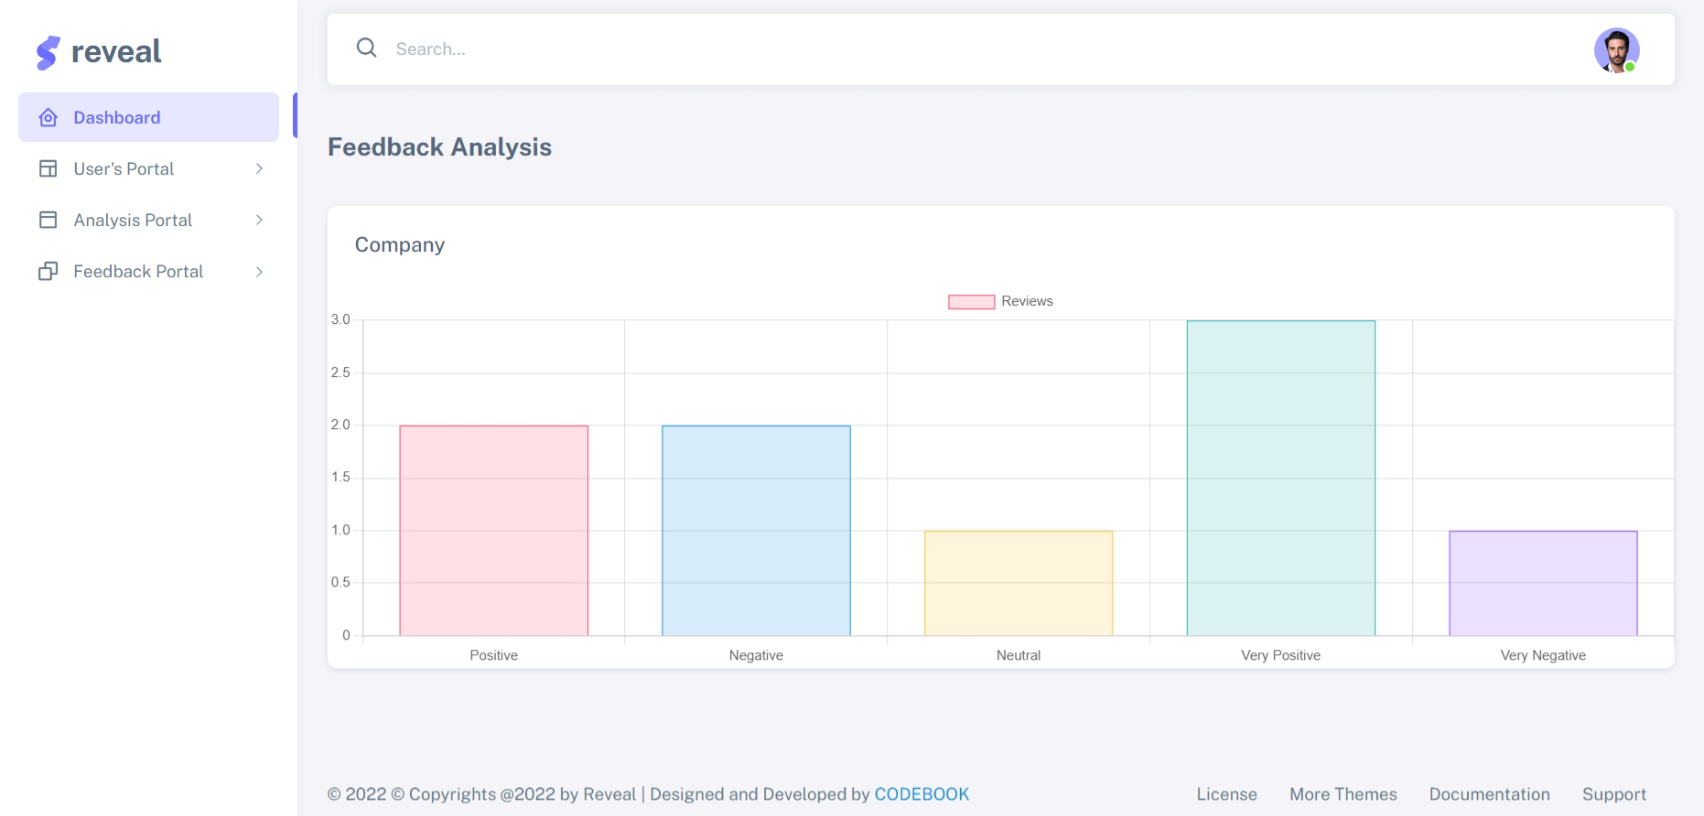 reveal
Search...
Dashboard
User's Portal
Analysis Portal
Feedback Portal
Feedback Analysis
Company
Reviews
3.0
2.5
2.0
1.5
1.0
0.5
0
Positive Negative Neutral Very Positive Very Negative
© 2022 © Copyrights @2022 by Reveal | Designed and Developed by CODEBOOK License More Themes Documentation Support